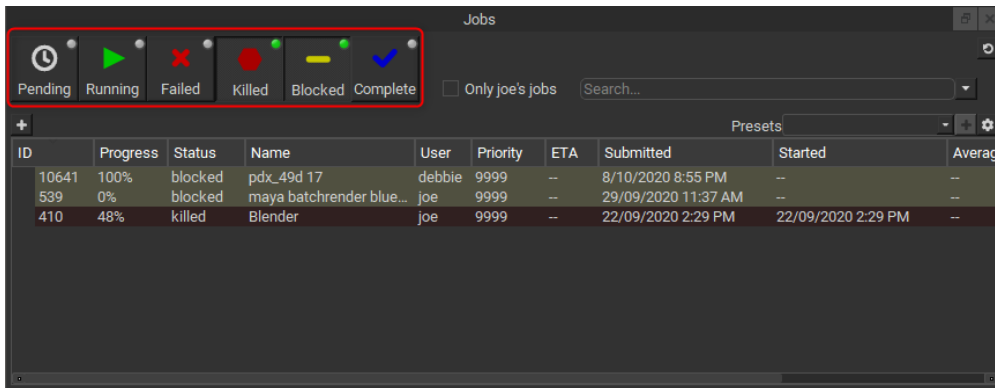 Jobs
Pending Running Failed Killed Blocked Complete
Only joe's jobs Search...
Presets
ID Progress Status Name User Priority ETA Submitted Started Averag
10641 100% blocked pdx_49d 17 debbie 9999 -- 8/10/2020 8:55 PM -- --
539 0% blocked maya batchrender blue... joe 9999 -- 29/09/2020 11:37 AM -- --
410 48% killed Blender joe 9999 -- 22/09/2020 2:29 PM 22/09/2020 2:29 PM --